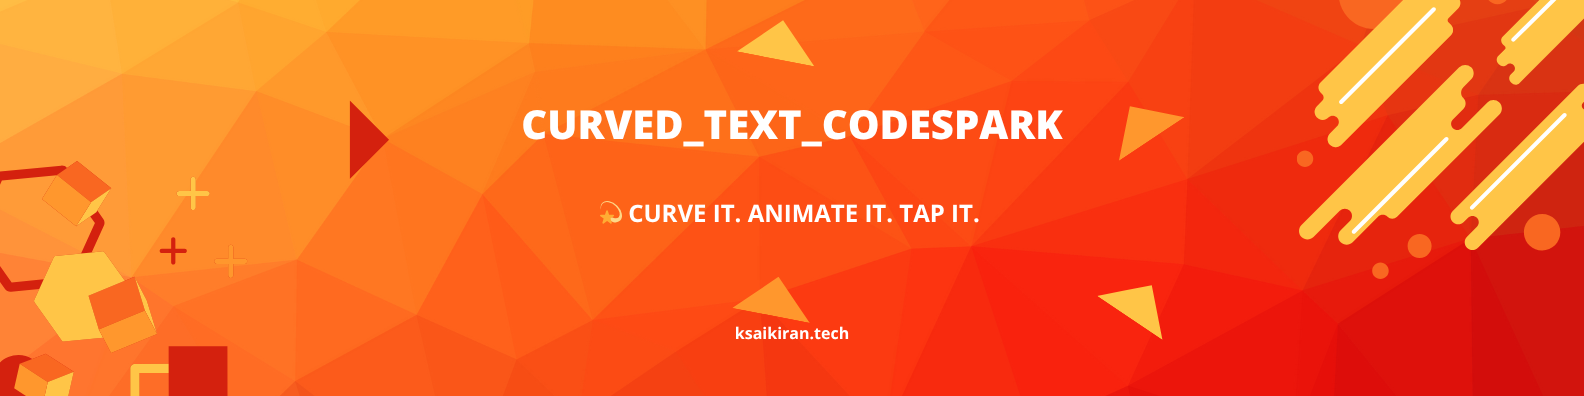 CURVED_TEXT_CODESPARK
💫 CURVE IT. ANIMATE IT. TAP IT.
ksaikiran.tech